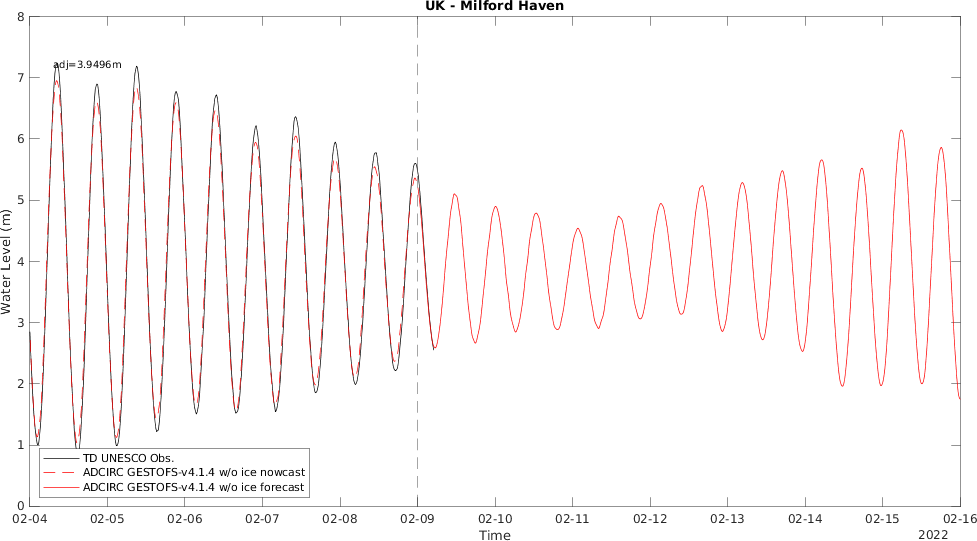 UK - Milford Haven
adj=3.9496m
8
7
6
5
4
3
2
1
0
Water Level (m)
TD UNESCO Obs.
ADCIRC GESTOFS-v4.1.4 w/o ice nowcast
ADCIRC GESTOFS-v4.1.4 w/o ice forecast
02-04 02-05 02-06 02-07 02-08 02-09 02-10 02-11 02-12 02-13 02-14 02-15 02-16
Time
2022